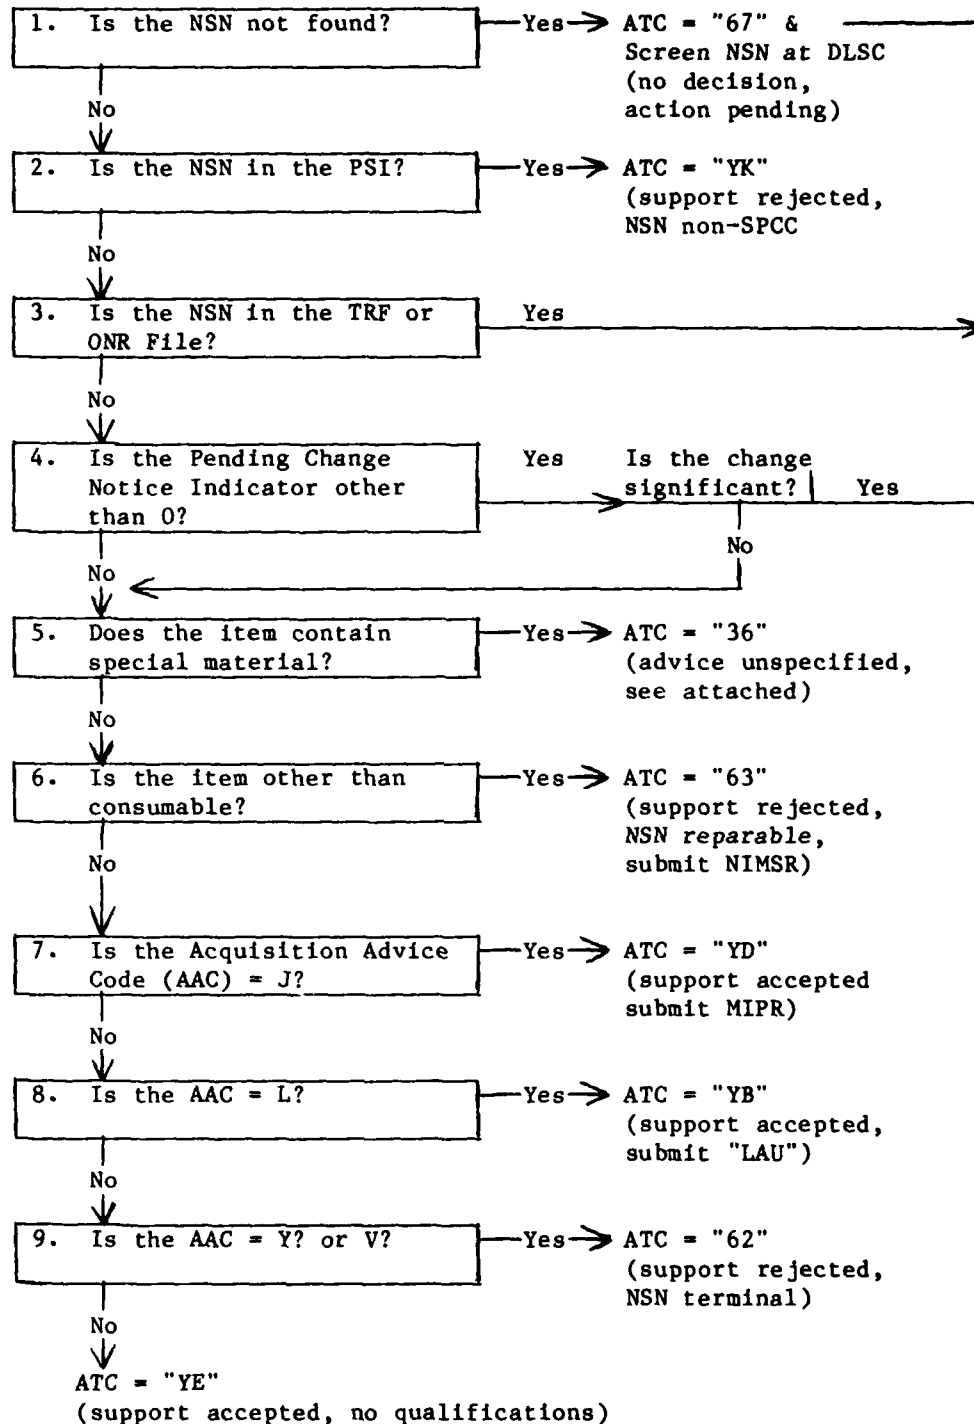 1. Is the NSN not found?
Yes
ATC = "67" &
Screen NSN at DLSC
(no decision,
action pending)
No
2. Is the NSN in the PSI?
Yes
ATC = "YK"
(support rejected,
NSN non-SPCC
No
3. Is the NSN in the TRF or
ONR File?
Yes
No
4. Is the Pending Change
Notice Indicator other
than 0?
Yes
Is the change
significant?
Yes
No
No
5. Does the item contain
special material?
Yes
ATC = "36"
(advice unspecified,
see attached)
No
6. Is the item other than
consumable?
Yes
ATC = "63"
(support rejected,
NSN reparable,
submit NIMSR)
No
7. Is the Acquisition Advice
Code (AAC) = J?
Yes
ATC = "YD"
(support accepted
submit MIPR)
No
8. Is the AAC = L?
Yes
ATC = "YB"
(support accepted,
submit "LAU")
No
9. Is the AAC = Y? or V?
Yes
ATC = "62"
(support rejected,
NSN terminal)
No
ATC = "YE"
(support accepted, no qualifications)